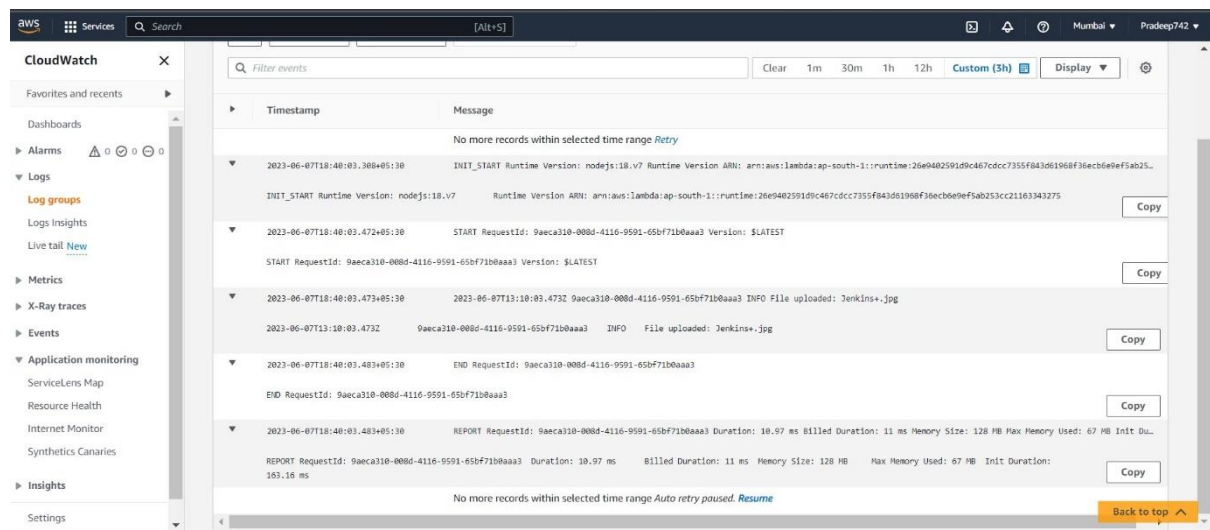 aws Services Search [Alt+S] Mumbai Pradeep742
CloudWatch
Favorites and recents
Dashboards
Alarms 0 0 0
Logs
Log groups
Logs Insights
Live tail New
Metrics
X-Ray traces
Events
Application monitoring
ServiceLens Map
Resource Health
Internet Monitor
Synthetics Canaries
Insights
Settings
Filter events Clear 1m 30m 1h 12h Custom (3h) Display
Timestamp Message
No more records within selected time range Retry
2023-06-07T18:40:03.308+05:30 INIT_START Runtime Version: nodejs:18.v7 Runtime Version ARN: arn:aws:lambda:ap-south-1::runtime:26e9402591d9c467cdcc7355f843d61968f36ecb6e9ef5ab25…
INIT_START Runtime Version: nodejs:18.v7 Runtime Version ARN: arn:aws:lambda:ap-south-1::runtime:26e9402591d9c467cdcc7355f843d61968f36ecb6e9ef5ab253cc21163343275
Copy
2023-06-07T18:40:03.472+05:30 START RequestId: 9aeca310-008d-4116-9591-65bf71b0aaa3 Version: $LATEST
START RequestId: 9aeca310-008d-4116-9591-65bf71b0aaa3 Version: $LATEST
Copy
2023-06-07T18:40:03.473+05:30 2023-06-07T13:10:03.473Z 9aeca310-008d-4116-9591-65bf71b0aaa3 INFO File uploaded: Jenkins+.jpg
2023-06-07T13:10:03.473Z 9aeca310-008d-4116-9591-65bf71b0aaa3 INFO File uploaded: Jenkins+.jpg
Copy
2023-06-07T18:40:03.483+05:30 END RequestId: 9aeca310-008d-4116-9591-65bf71b0aaa3
END RequestId: 9aeca310-008d-4116-9591-65bf71b0aaa3
Copy
2023-06-07T18:40:03.483+05:30 REPORT RequestId: 9aeca310-008d-4116-9591-65bf71b0aaa3 Duration: 10.97 ms Billed Duration: 11 ms Memory Size: 128 MB Max Memory Used: 67 MB Init Du…
REPORT RequestId: 9aeca310-008d-4116-9591-65bf71b0aaa3 Duration: 10.97 ms Billed Duration: 11 ms Memory Size: 128 MB Max Memory Used: 67 MB Init Duration:
163.16 ms
Copy
No more records within selected time range Auto retry paused. Resume
Back to top